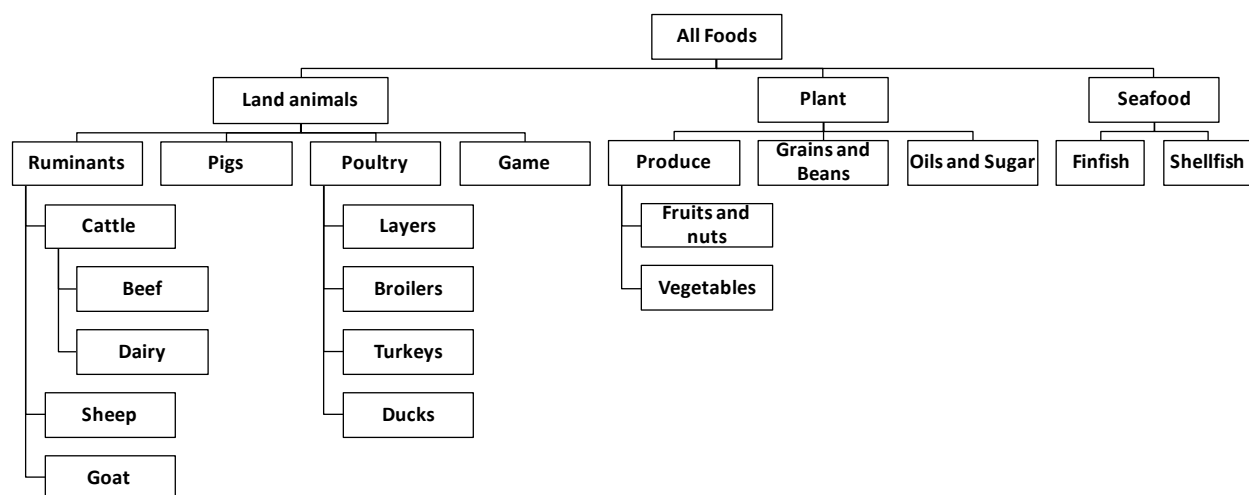 All Foods
Land animals
Plant
Seafood
Ruminants
Pigs
Poultry
Game
Produce
Grains and
Beans
Oils and Sugar
Finfish
Shellfish
Cattle
Layers
Fruits and
nuts
Beef
Broilers
Vegetables
Dairy
Turkeys
Sheep
Ducks
Goat